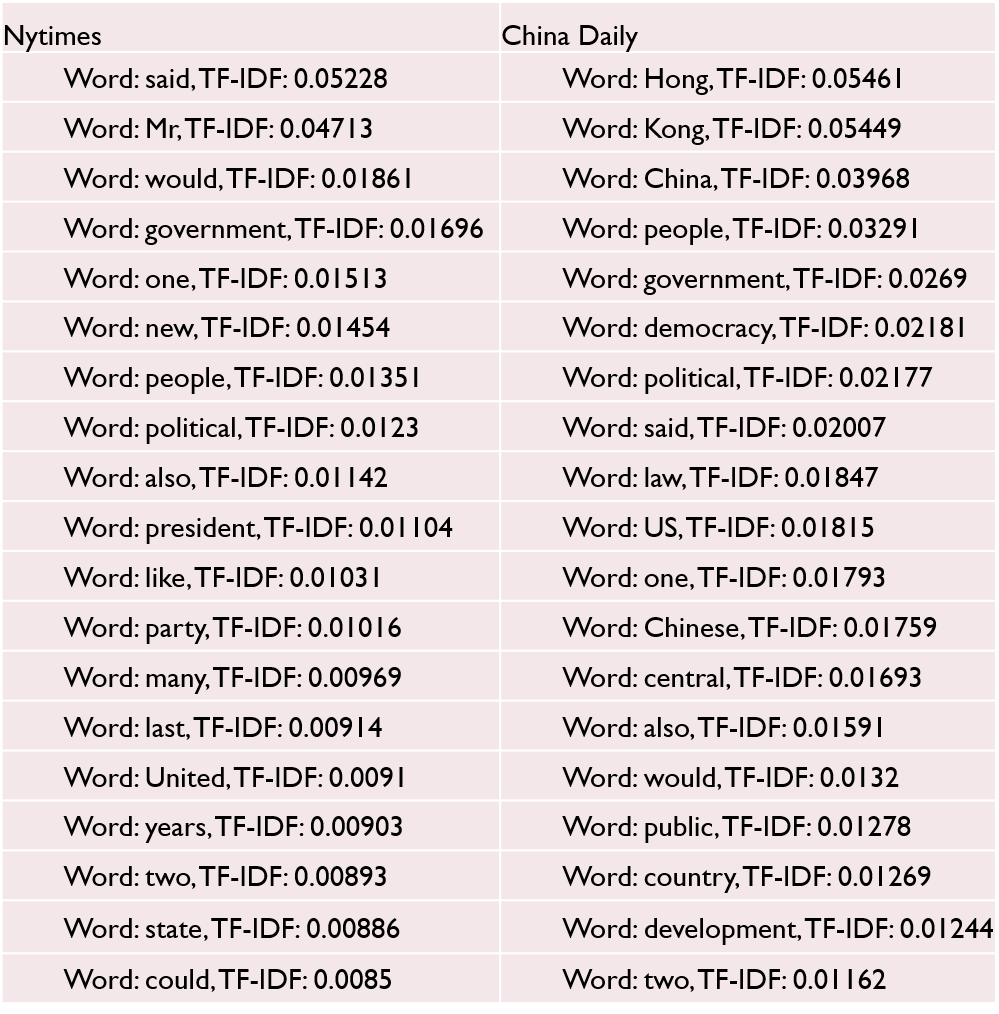 Nytimes China Daily
Word: said, TF-IDF: 0.05228 Word: Hong, TF-IDF: 0.05461
Word: Mr, TF-IDF: 0.04713 Word: Kong, TF-IDF: 0.05449
Word: would, TF-IDF: 0.01861 Word: China, TF-IDF: 0.03968
Word: government, TF-IDF: 0.01696 Word: people, TF-IDF: 0.03291
Word: one, TF-IDF: 0.01513 Word: government, TF-IDF: 0.0269
Word: new, TF-IDF: 0.01454 Word: democracy, TF-IDF: 0.02181
Word: people, TF-IDF: 0.01351 Word: political, TF-IDF: 0.02177
Word: political, TF-IDF: 0.0123 Word: said, TF-IDF: 0.02007
Word: also, TF-IDF: 0.01142 Word: law, TF-IDF: 0.01847
Word: president, TF-IDF: 0.01104 Word: US, TF-IDF: 0.01815
Word: like, TF-IDF: 0.01031 Word: one, TF-IDF: 0.01793
Word: party, TF-IDF: 0.01016 Word: Chinese, TF-IDF: 0.01759
Word: many, TF-IDF: 0.00969 Word: central, TF-IDF: 0.01693
Word: last, TF-IDF: 0.00914 Word: also, TF-IDF: 0.01591
Word: United, TF-IDF: 0.0091 Word: would, TF-IDF: 0.0132
Word: years, TF-IDF: 0.00903 Word: public, TF-IDF: 0.01278
Word: two, TF-IDF: 0.00893 Word: country, TF-IDF: 0.01269
Word: state, TF-IDF: 0.00886 Word: development, TF-IDF: 0.01244
Word: could, TF-IDF: 0.0085 Word: two, TF-IDF: 0.01162